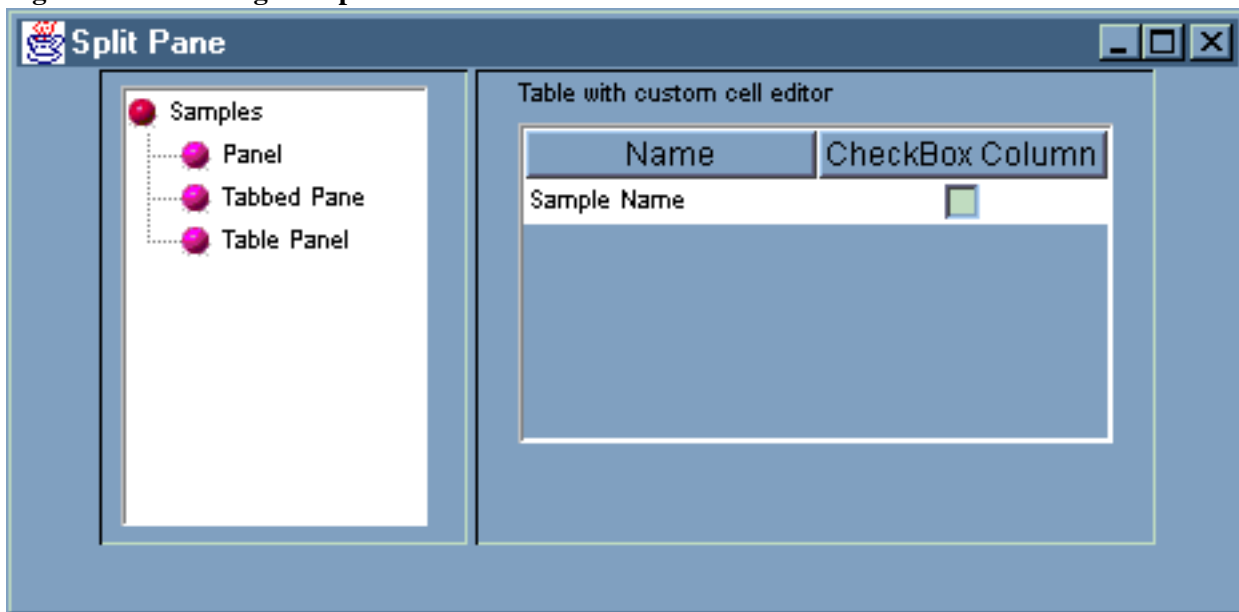 Split Pane
Samples
Panel
Tabbed Pane
Table Panel
Table with custom cell editor
Name CheckBox Column
Sample Name